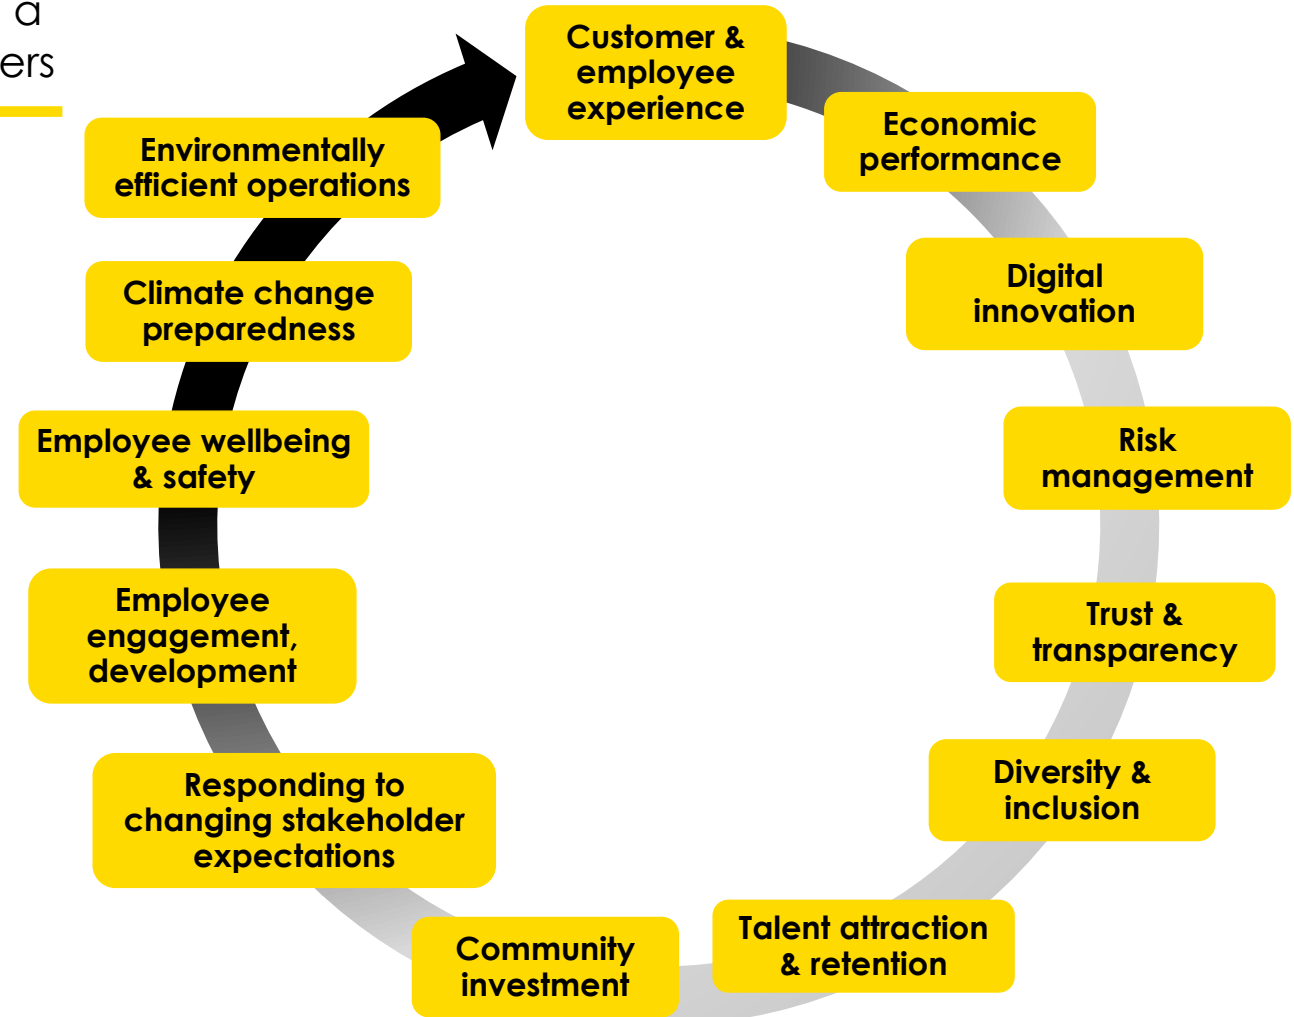 a
ers
Customer &
employee
experience
Economic
performance
Digital
innovation
Risk
management
Trust &
transparency
Diversity &
inclusion
Talent attraction
& retention
Community
investment
Responding to
changing stakeholder
expectations
Employee
engagement,
development
Employee wellbeing
& safety
Climate change
preparedness
Environmentally
efficient operations